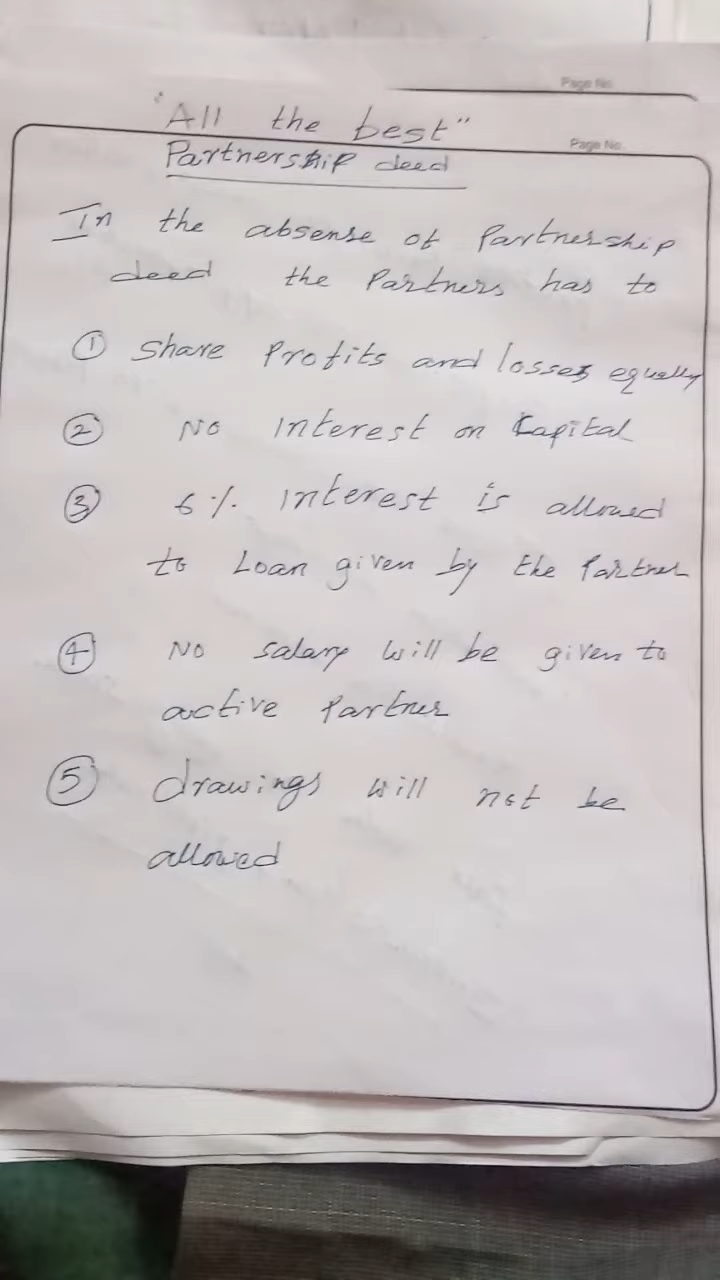 Page No.
"All the best"
Page No.
Partnership deed
In the absense of Partnership
deed the Partners has to
① Share Profits and losses equally
② No Interest on Capital
③ 6%. Interest is allowed
to Loan given by the Partner
④ No salary will be given to
active Partner
⑤ drawings will not be
allowed